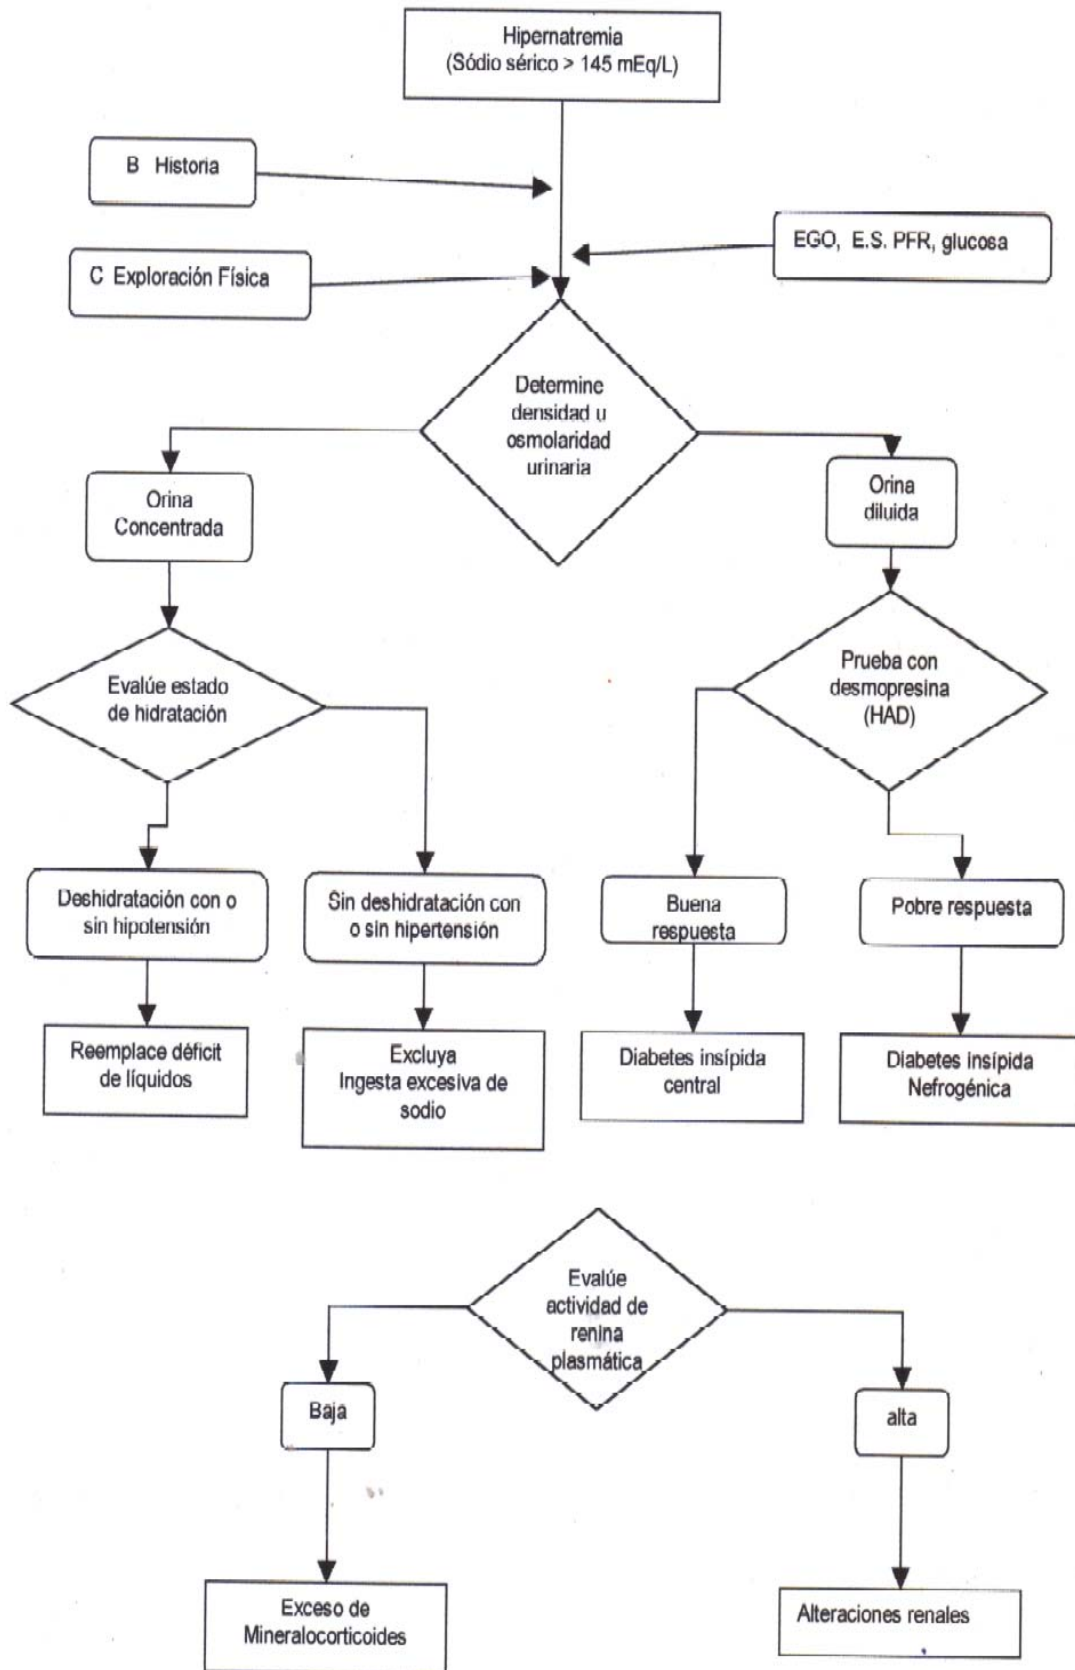 Hipernatremia
(Sódio sérico > 145 mEq/L)
B Historia
EGO, E.S. PFR, glucosa
C Exploración Física
Determine
densidad u
osmolaridad
urinaria
Orina
Concentrada
Orina
diluida
Evalúe estado
de hidratación
Prueba con
desmopresina
(HAD)
Deshidratación con o
sin hipotensión
Sin deshidratación con
o sin hipertensión
Buena
respuesta
Pobre respuesta
Reemplace déficit
de líquidos
Excluya
Ingesta excesiva de
sodio
Diabetes insípida
central
Diabetes insípida
Nefrogénica
Evalúe
actividad de
renina
plasmática
Baja
alta
Exceso de
Mineralocorticoides
Alteraciones renales